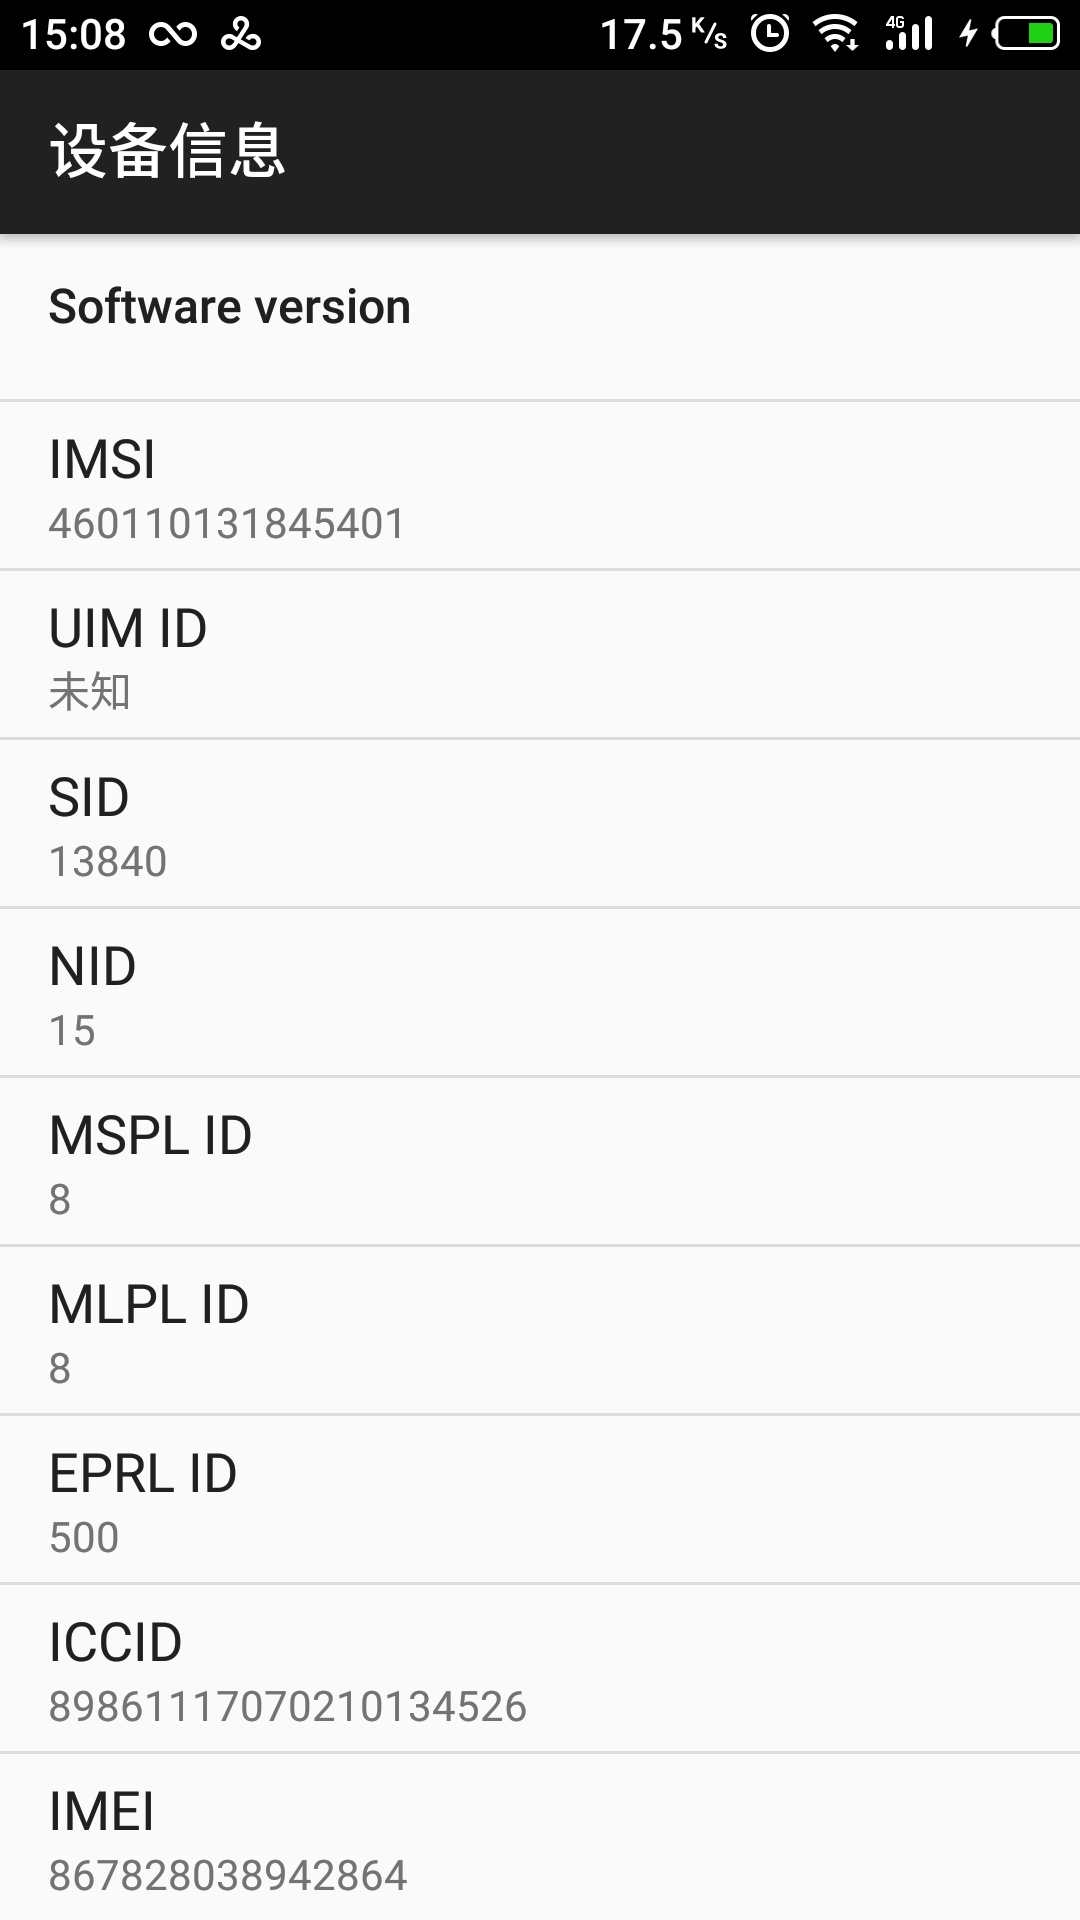 15:08 17.5 K/s 4G
设备信息
Software version
IMSI
460110131845401
UIM ID
未知
SID
13840
NID
15
MSPL ID
8
MLPL ID
8
EPRL ID
500
ICCID
89861117070210134526
IMEI
867828038942864